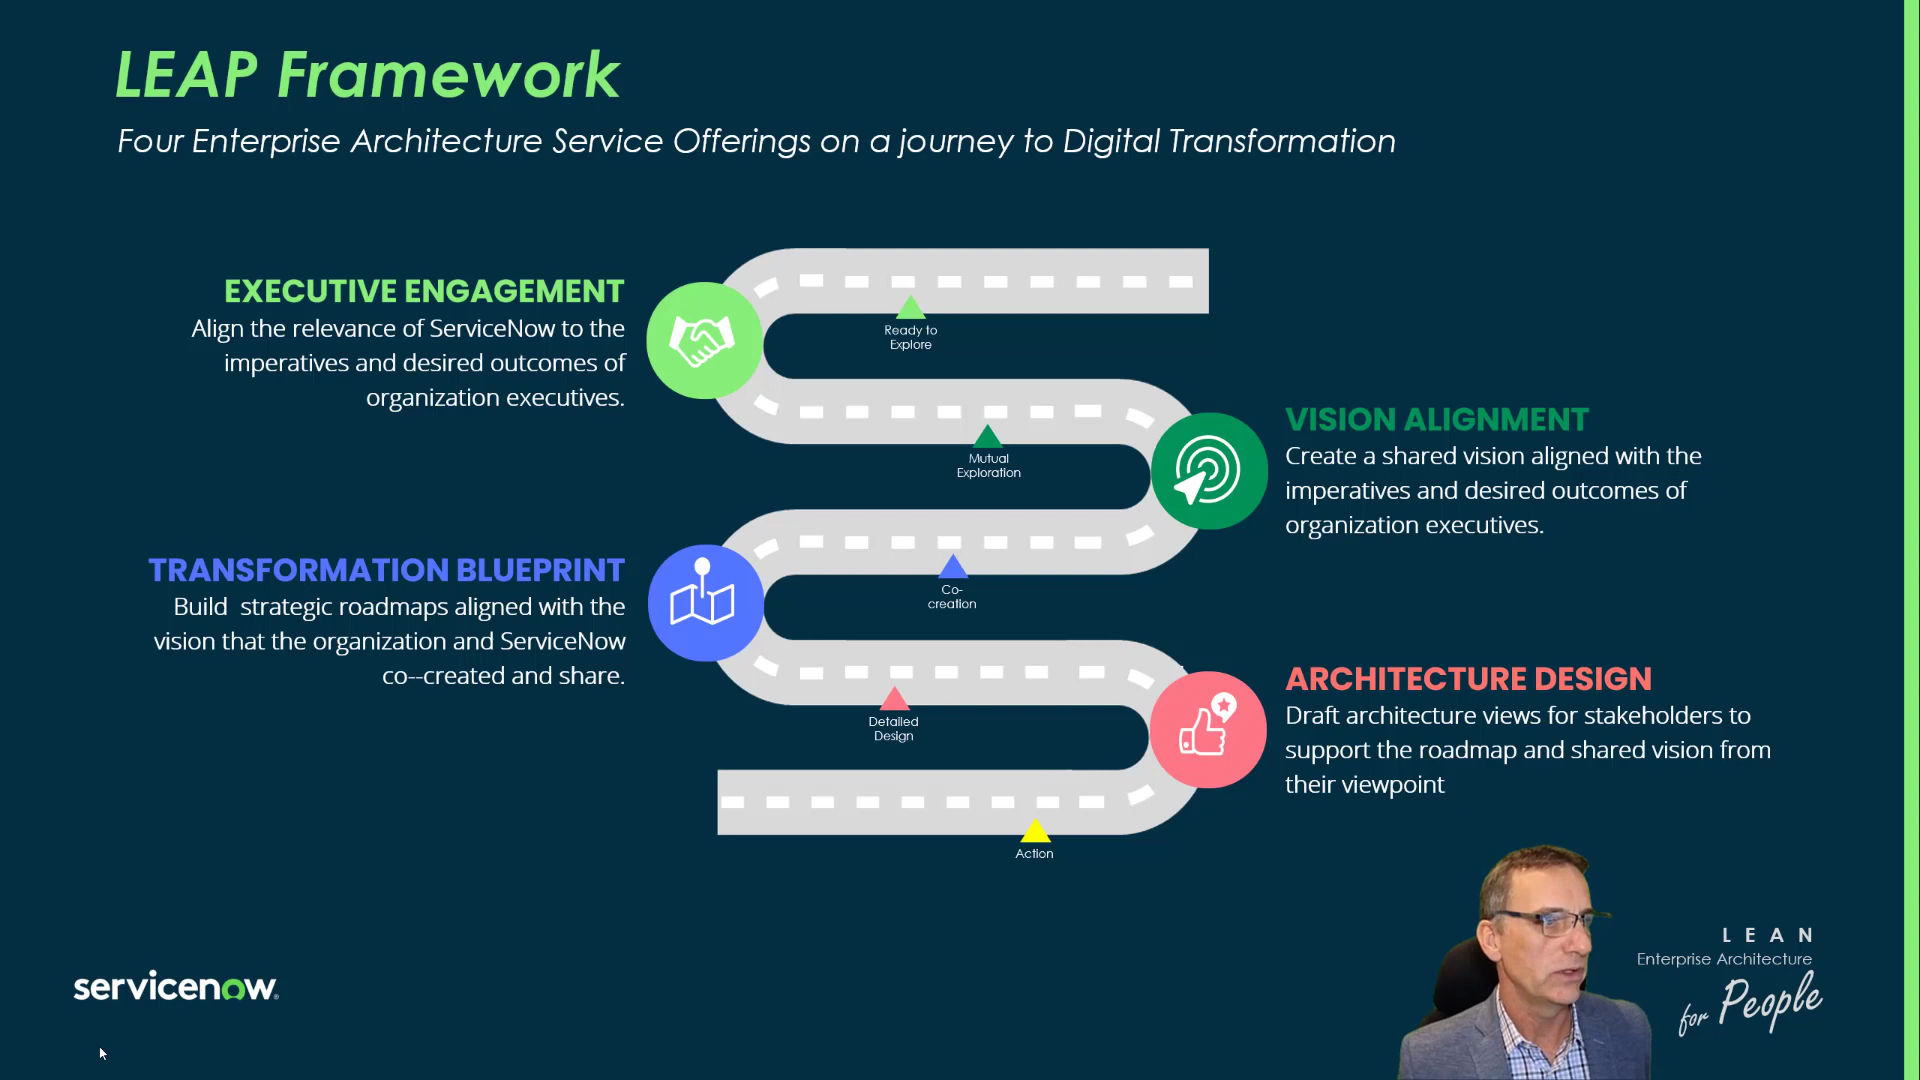 LEAP Framework
Four Enterprise Architecture Service Offerings on a journey to Digital Transformation
EXECUTIVE ENGAGEMENT
Align the relevance of ServiceNow to the
imperatives and desired outcomes of
organization executives.
Ready to
Explore
VISION ALIGNMENT
Create a shared vision aligned with the
imperatives and desired outcomes of
organization executives.
Mutual
Exploration
TRANSFORMATION BLUEPRINT
Build  strategic roadmaps aligned with the
vision that the organization and ServiceNow
co--created and share.
Co-
creation
ARCHITECTURE DESIGN
Draft architecture views for stakeholders to
support the roadmap and shared vision from
their viewpoint
Detailed
Design
Action
servicenow
LEAN
Enterprise Architecture
for People